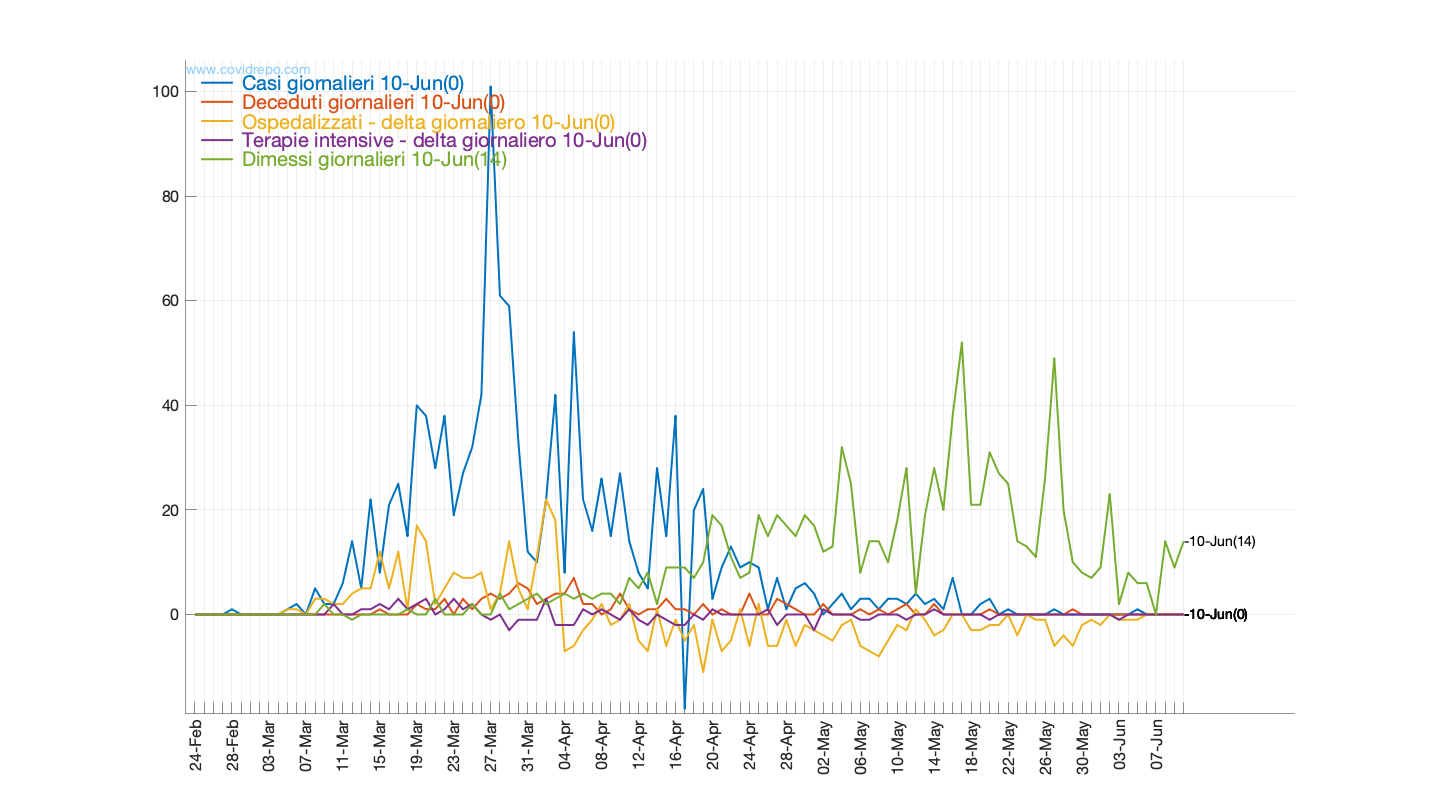 www.covidrepo.com
Casi giornalieri 10-Jun(0)
Deceduti giornalieri 10-Jun(0)
Ospedalizzati - delta giornaliero 10-Jun(0)
Terapie intensive - delta giornaliero 10-Jun(0)
Dimessi giornalieri 10-Jun(14)
100
80
60
40
20
0
-10-Jun(14)
-10-Jun(0)
24-Feb
28-Feb
03-Mar
07-Mar
11-Mar
15-Mar
19-Mar
23-Mar
27-Mar
31-Mar
04-Apr
08-Apr
12-Apr
16-Apr
20-Apr
24-Apr
28-Apr
02-May
06-May
10-May
14-May
18-May
22-May
26-May
30-May
03-Jun
07-Jun